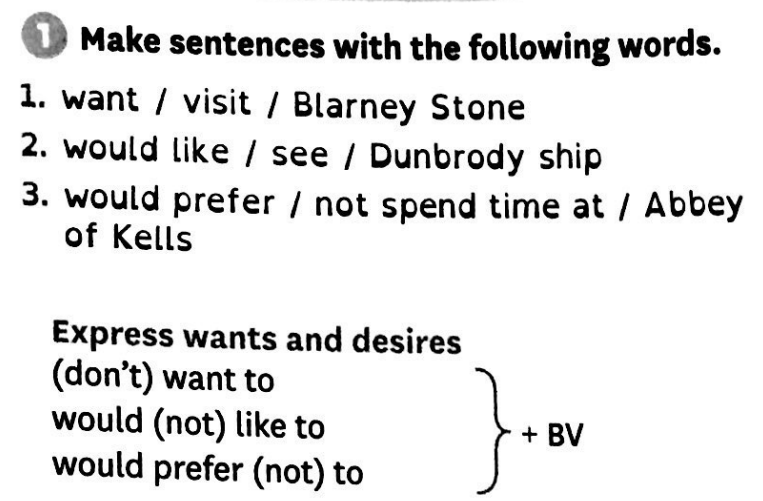 1 Make sentences with the following words.
1. want / visit / Blarney Stone
2. would like / see / Dunbrody ship
3. would prefer / not spend time at / Abbey
of Kells
Express wants and desires
(don't) want to
would (not) like to
would prefer (not) to
+ BV